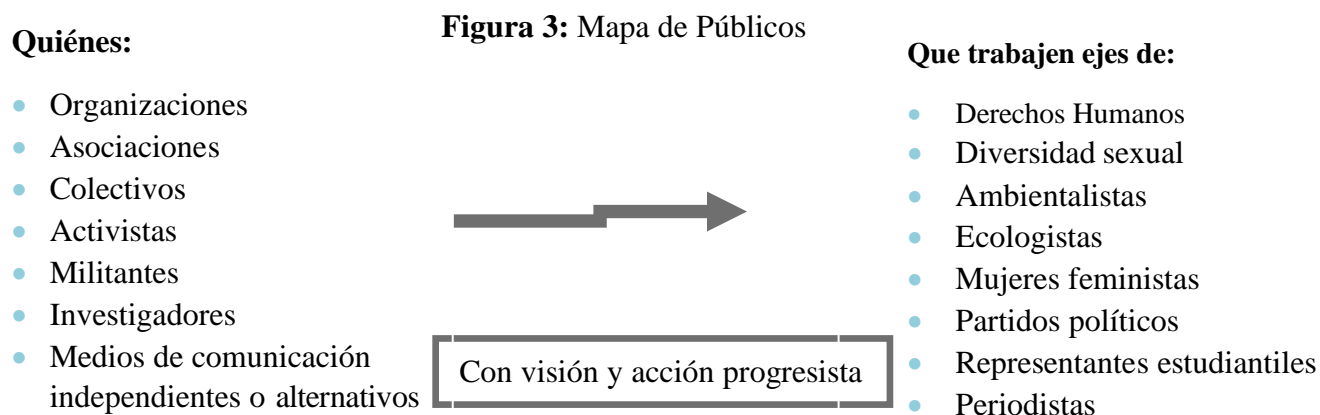 Figura 3: Mapa de Públicos
Quiénes:
• Organizaciones
• Asociaciones
• Colectivos
• Activistas
• Militantes
• Investigadores
• Medios de comunicación
independientes o alternativos
Con visión y acción progresista
Que trabajen ejes de:
• Derechos Humanos
• Diversidad sexual
• Ambientalistas
• Ecologistas
• Mujeres feministas
• Partidos políticos
• Representantes estudiantiles
• Periodistas